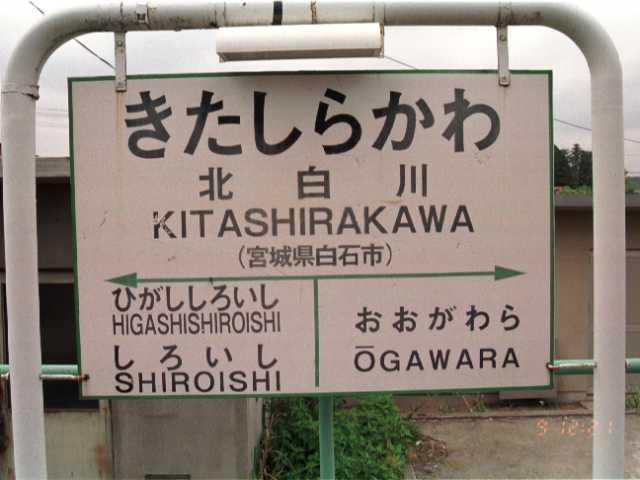 きたしらかわ
北白川
KITASHIRAKAWA
(宮城県白石市)
ひがししろいし
HIGASHISHIROISHI
しろいし
SHIROISHI
おおがわら
ŌGAWARA